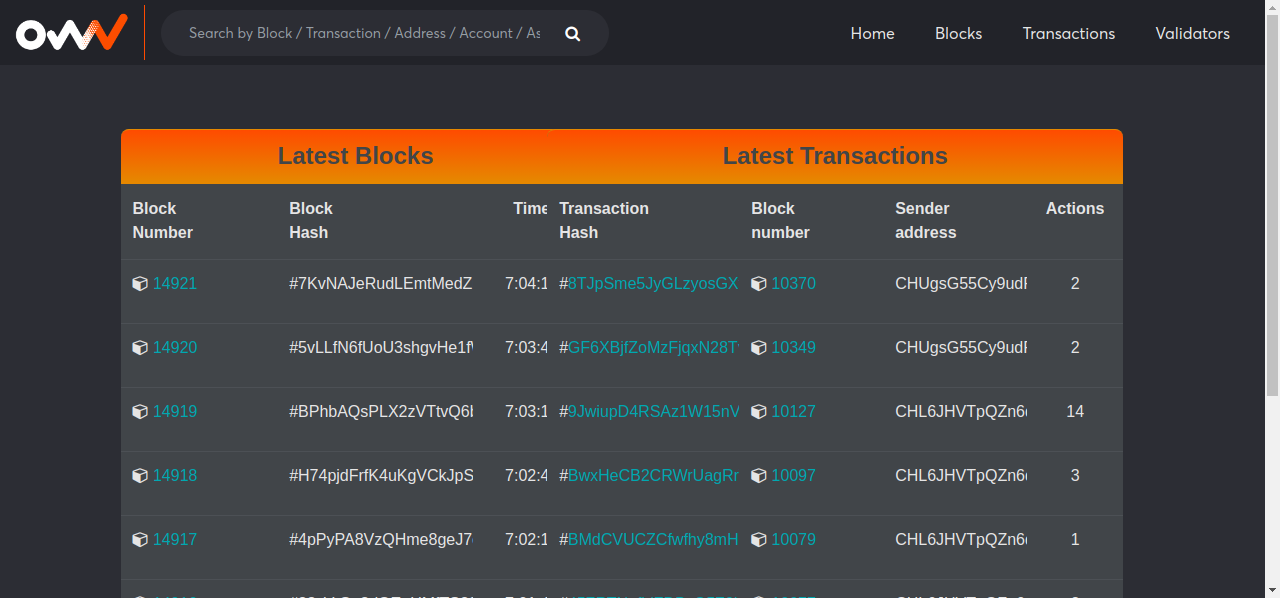 OWN
Search by Block / Transaction / Address / Account / As
Home Blocks Transactions Validators
Latest Blocks
Block Number Block Hash Time
14921 #7KvNAJeRudLEmtMedZ 7:04:1
14920 #5vLLfN6fUoU3shgvHe1f 7:03:4
14919 #BPhbAQsPLX2zVTtvQ6 7:03:1
14918 #H74pjdFrfK4uKgVCkJpS 7:02:4
14917 #4pPyPA8VzQHme8geJ7 7:02:1
Latest Transactions
Transaction Hash Block number Sender address Actions
#8TJpSme5JyGLzyosGX 10370 CHUgsG55Cy9ud 2
#GF6XBjfZoMzFjqxN28T 10349 CHUgsG55Cy9ud 2
#9JwiupD4RSAz1W15nV 10127 CHL6JHVTpQZn6 14
#BwxHeCB2CRWrUagRr 10097 CHL6JHVTpQZn6 3
#BMdCVUCZCfwfhy8mH 10079 CHL6JHVTpQZn6 1